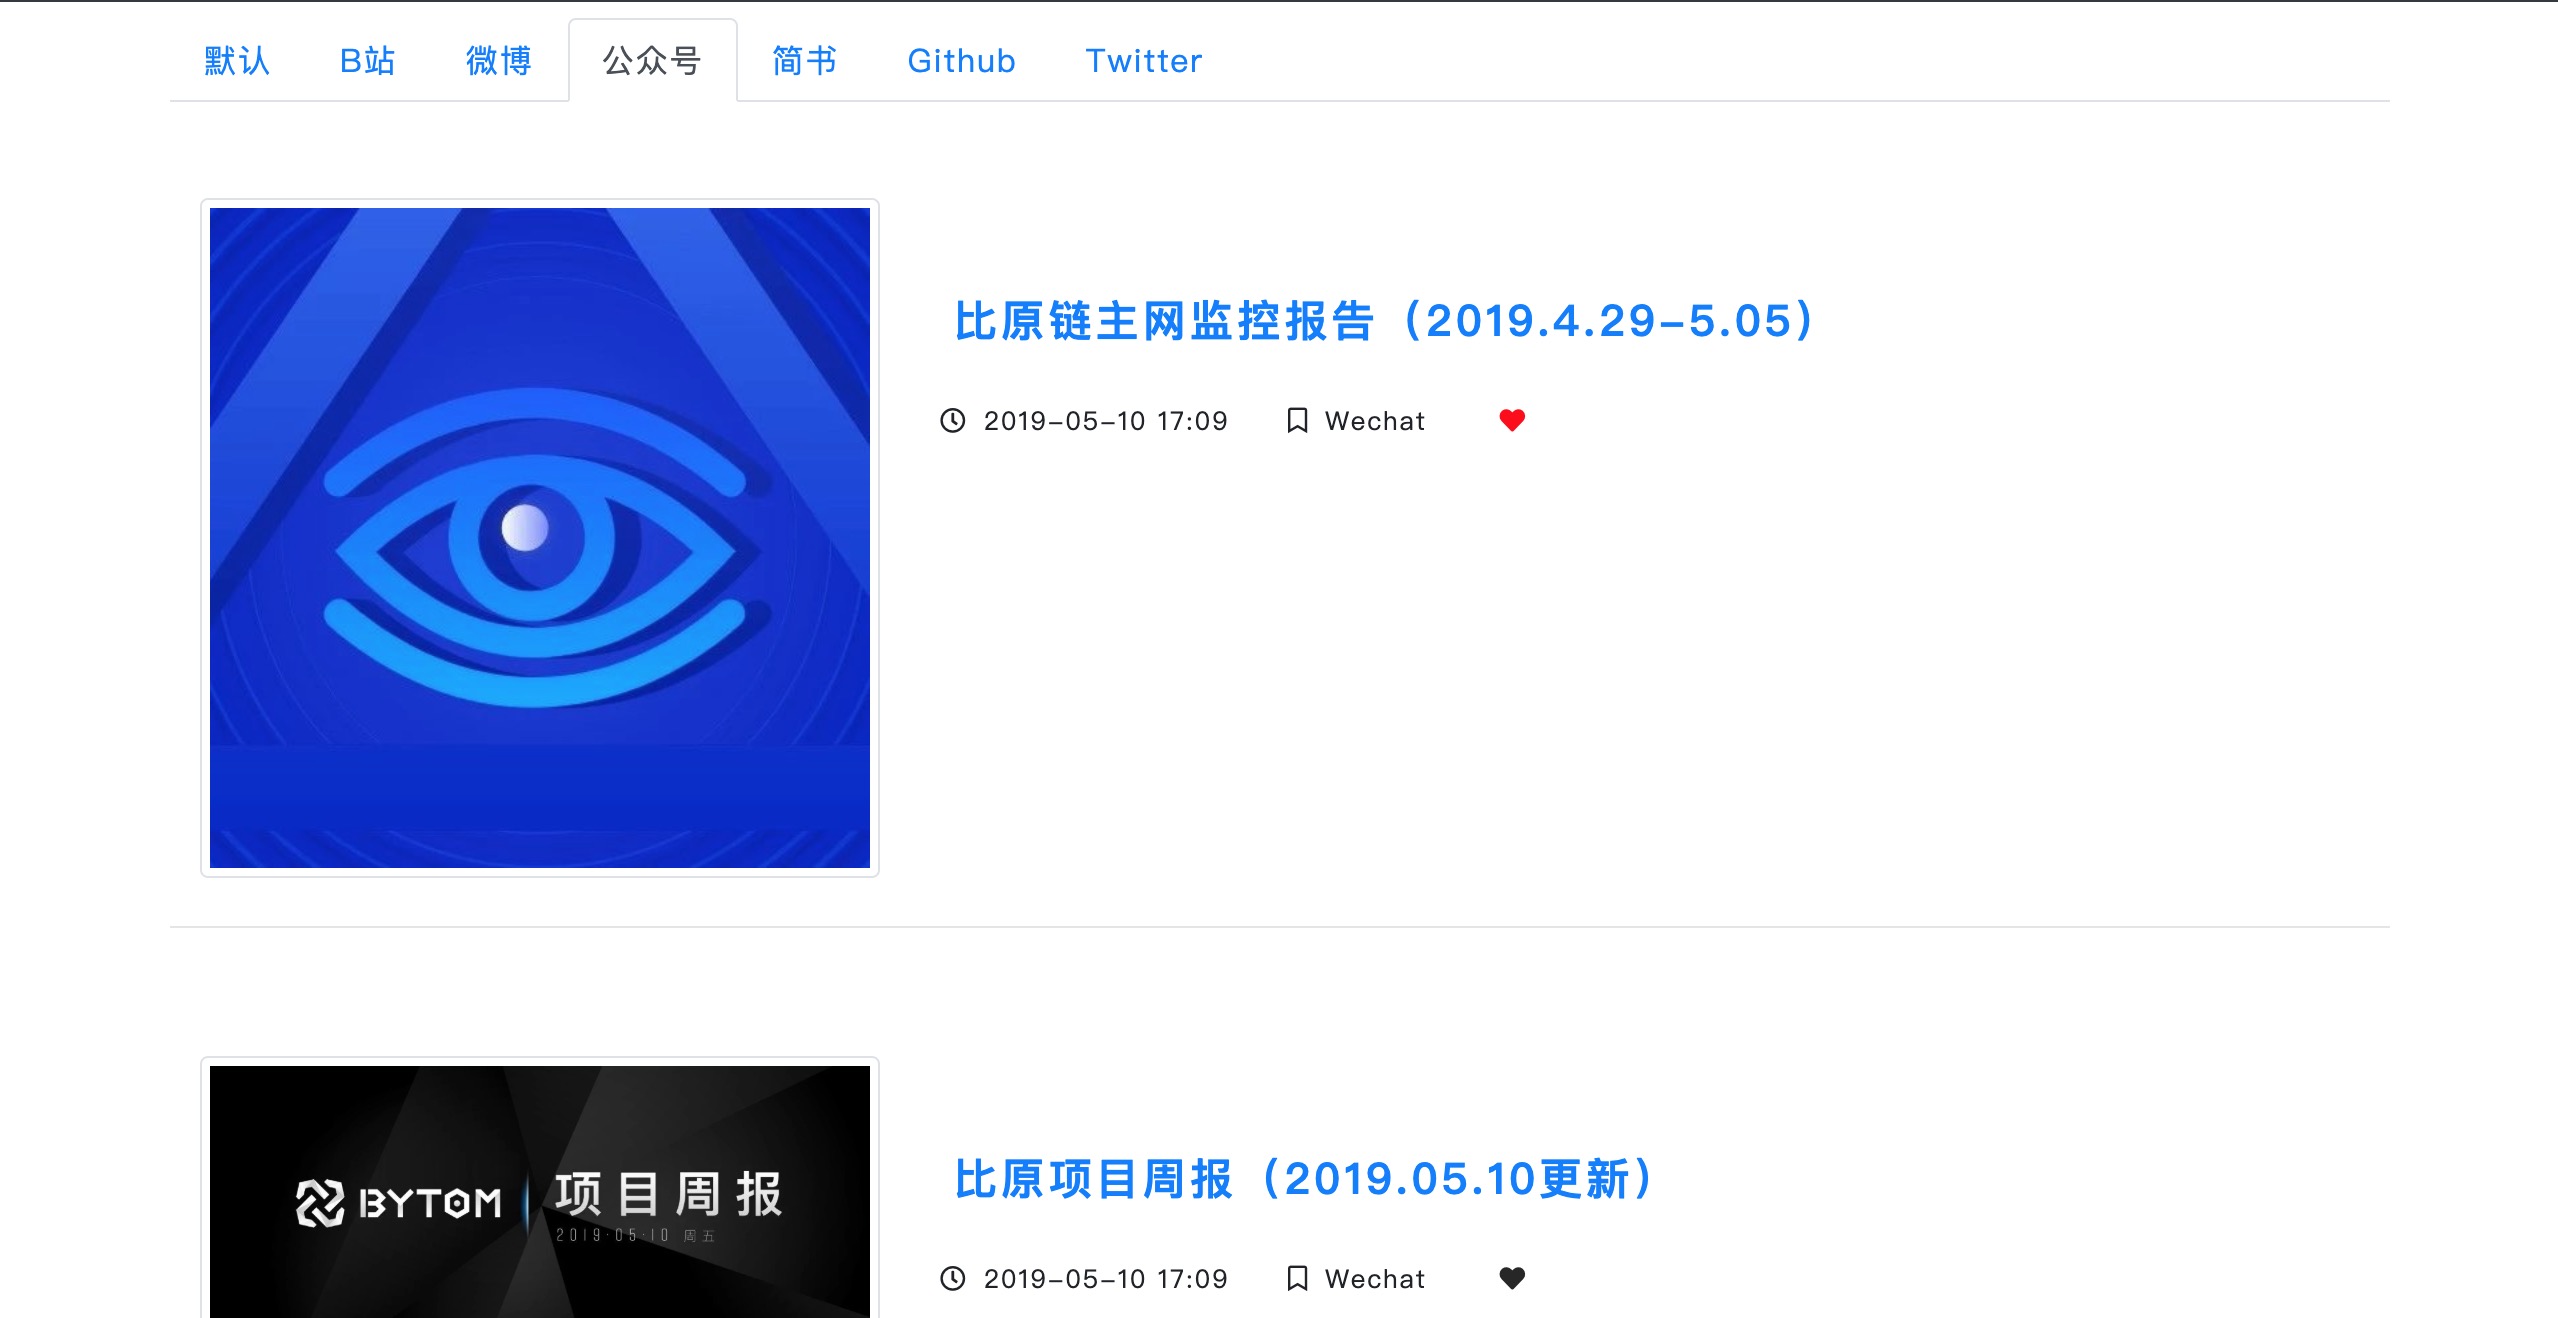 默认 B站 微博 公众号 简书 Github Twitter
比原链主网监控报告（2019.4.29-5.05）
2019-05-10 17:09 Wechat
BYTOM 项目周报
2019·05·10 周五
比原项目周报（2019.05.10更新）
2019-05-10 17:09 Wechat